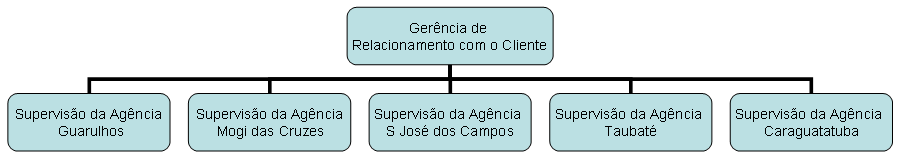 Gerência de
Relacionamento com o Cliente
Supervisão da Agência
Guarulhos
Supervisão da Agência
Mogi das Cruzes
Supervisão da Agência
S José dos Campos
Supervisão da Agência
Taubaté
Supervisão da Agência
Caraguatatuba